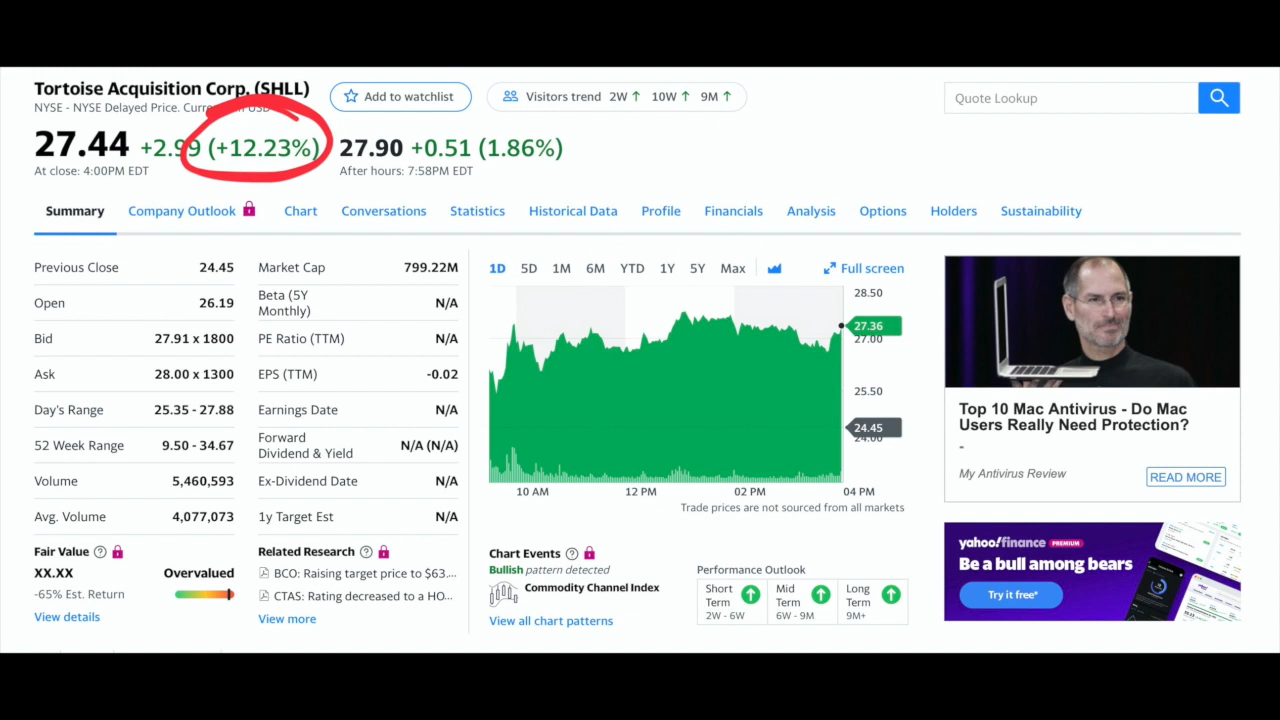 Tortoise Acquisition Corp. (SHLL)
Add to watchlist
Visitors trend 2W 10W 9M
Quote Lookup
NYSE - NYSE Delayed Price. USD
27.44 +2.99 (+12.23%) 27.90 +0.51 (1.86%)
At close: 4:00PM EDT
After hours: 7:58PM EDT
Summary Company Outlook Chart Conversations Statistics Historical Data Profile Financials Analysis Options Holders Sustainability
Previous Close 24.45
Open 26.19
Bid 27.91 x 1800
Ask 28.00 x 1300
Day's Range 25.35 - 27.88
52 Week Range 9.50 - 34.67
Volume 5,460,593
Avg. Volume 4,077,073
Fair Value ?
XX.XX Overvalued
-65% Est. Return
View details
Market Cap 799.22M
Beta (5Y
Monthly) N/A
PE Ratio (TTM) N/A
EPS (TTM) -0.02
Earnings Date N/A
Forward
Dividend & Yield N/A (N/A)
Ex-Dividend Date N/A
1y Target Est N/A
Related Research ?
BCO: Raising target price to $63....
CTAS: Rating decreased to a HO...
View more
1D 5D 1M 6M YTD 1Y 5Y Max Full screen
28.50
27.36
27.00
25.50
24.45
24.00
10 AM 12 PM 02 PM 04 PM
Trade prices are not sourced from all markets
Chart Events ?
Bullish pattern detected
Commodity Channel Index
View all chart patterns
Performance Outlook
Short
Term
2W - 6W
Mid
Term
6W - 9M
Long
Term
9M+
Top 10 Mac Antivirus - Do Mac
Users Really Need Protection?
-
My Antivirus Review READ MORE
yahoo!finance PREMIUM
Be a bull among bears
Try it free*